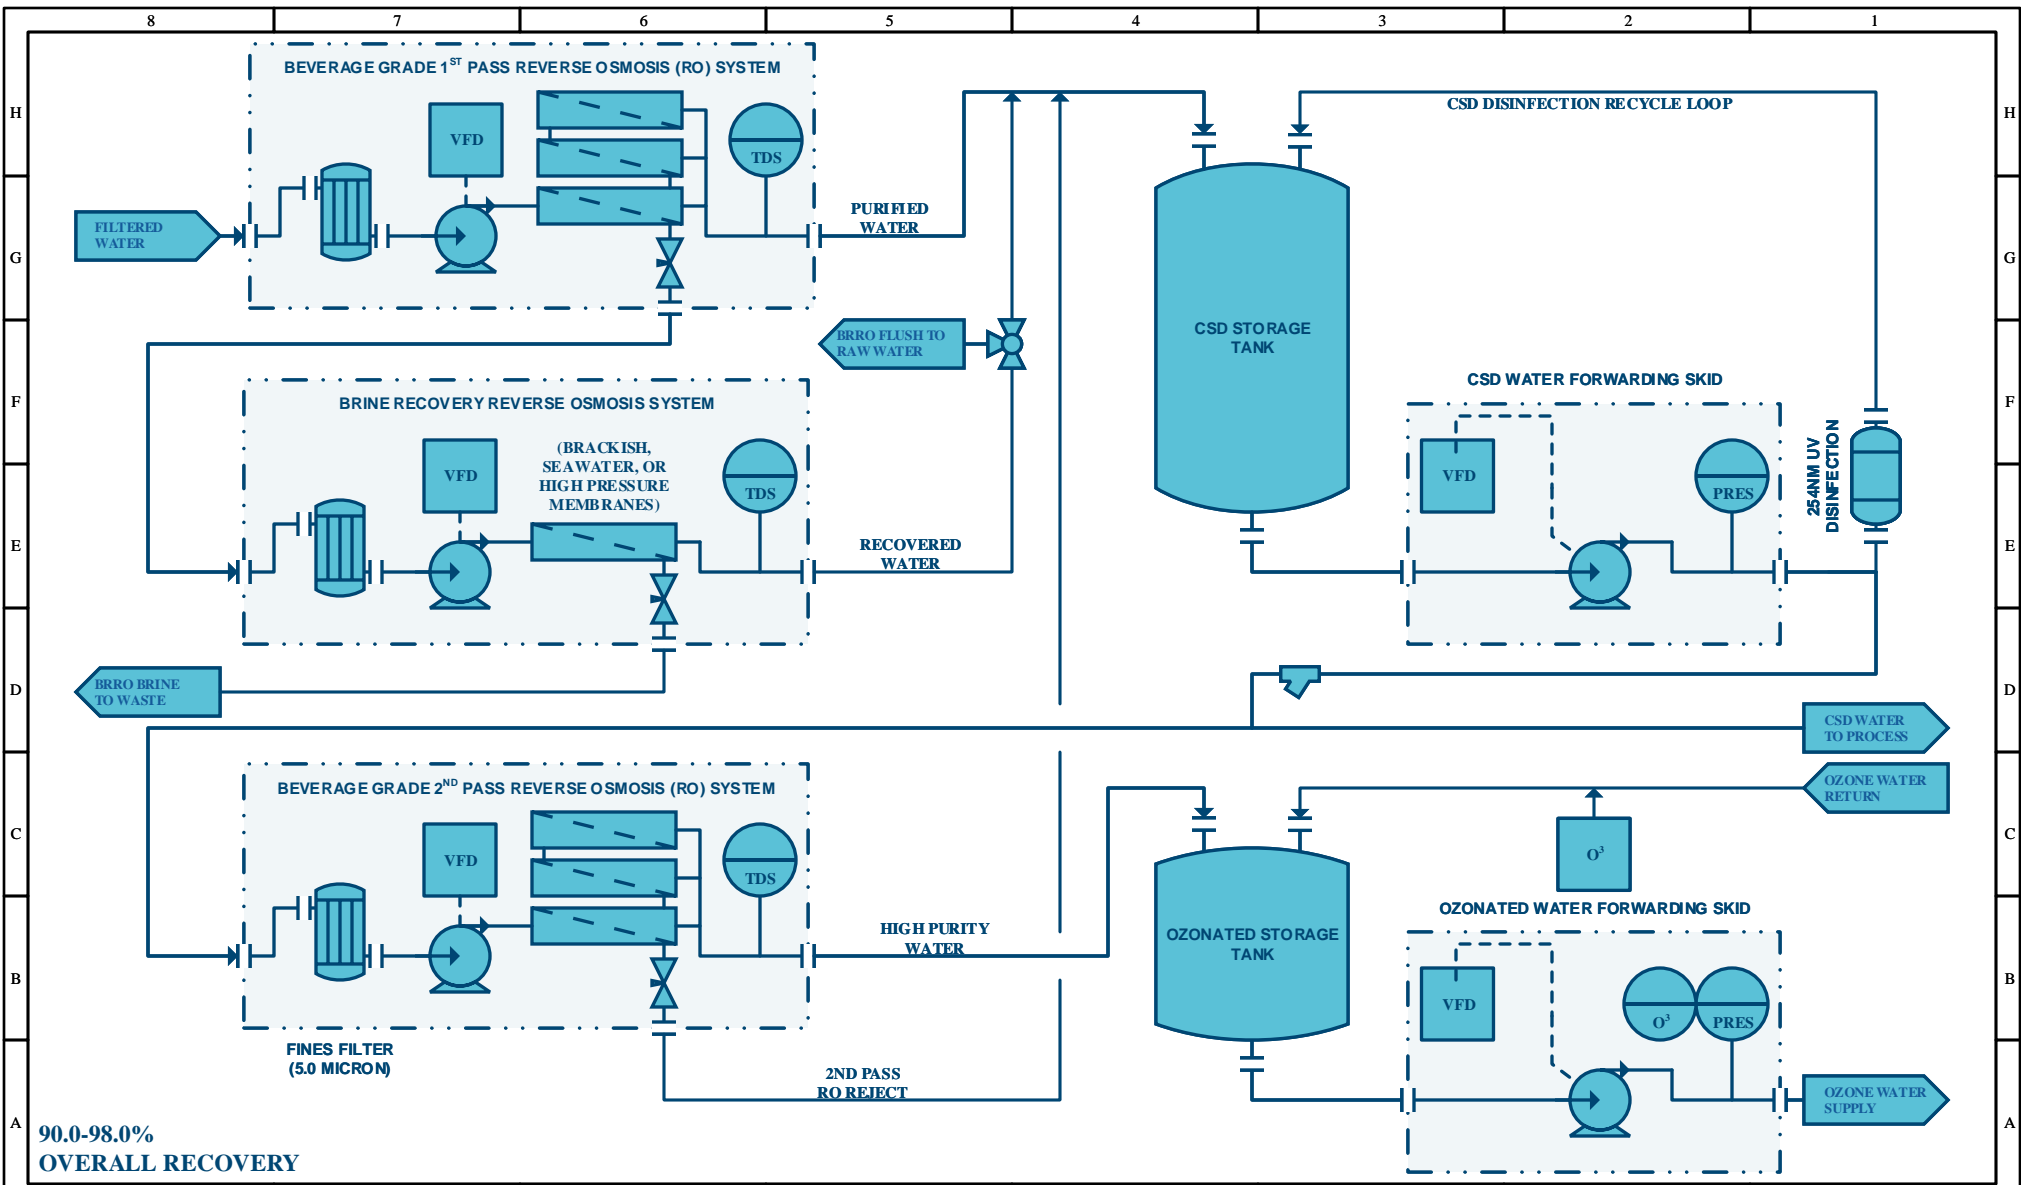 8 7 6 5 4 3 2 1
H
H
G
G
F
F
E
E
D
D
C
C
B
B
A
A
BEVERAGE GRADE 1ST PASS REVERSE OSMOSIS (RO) SYSTEM
VFD
TDS
FILTERED
WATER
PURIFIED
WATER
CSD DISINFECTION RECYCLE LOOP
BRRO FLUSH TO
RAW WATER
CSD STORAGE
TANK
BRINE RECOVERY REVERSE OSMOSIS SYSTEM
VFD
(BRACKISH,
SEAWATER, OR
HIGH PRESSURE
MEMBRANES)
TDS
RECOVERED
WATER
CSD WATER FORWARDING SKID
VFD
PRES
254NM UV
DISINFECTION
BRRO BRINE
TO WASTE
CSD WATER
TO PROCESS
BEVERAGE GRADE 2ND PASS REVERSE OSMOSIS (RO) SYSTEM
VFD
TDS
HIGH PURITY
WATER
OZONE WATER
RETURN
O3
OZONATED STORAGE
TANK
OZONATED WATER FORWARDING SKID
VFD
O3
PRES
FINES FILTER
(5.0 MICRON)
2ND PASS
RO REJECT
OZONE WATER
SUPPLY
90.0-98.0%
OVERALL RECOVERY